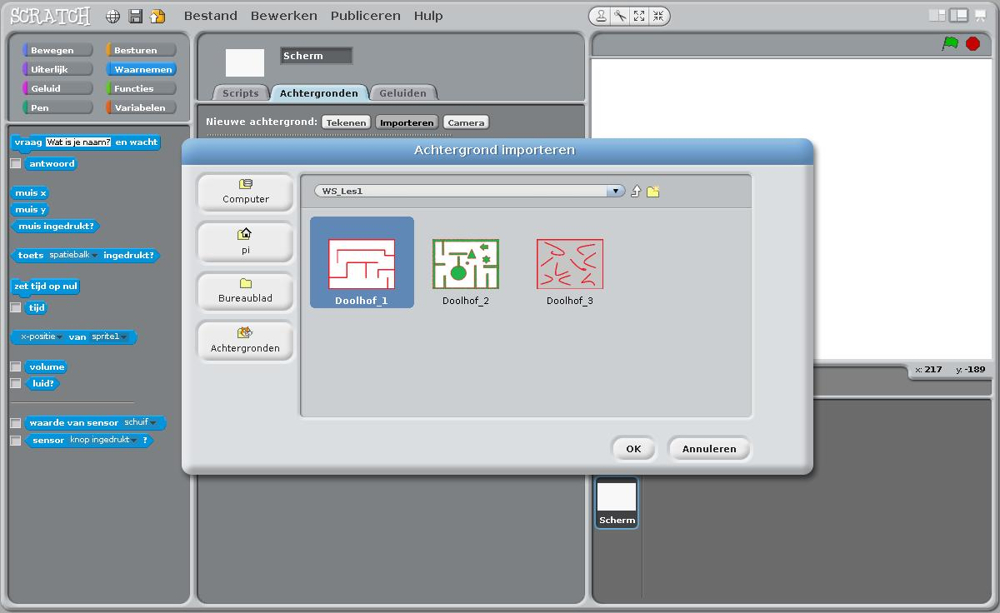 SCRATCH Bestand Bewerken Publiceren Hulp
Bewegen Besturen
Uiterlijk Waarnemen
Geluid Functies
Pen Variabelen
vraag Wat is je naam? en wacht
antwoord
muis x
muis y
muis ingedrukt?
toets spatiebalk ingedrukt?
zet tijd op nul
tijd
x-positie van sprite1
volume
luid?
waarde van sensor schuif
sensor knop ingedrukt ?
Scherm
Scripts Achtergronden Geluiden
Nieuwe achtergrond: Tekenen Importeren Camera
Achtergrond importeren
Computer
pi
Bureaublad
Achtergronden
WS_Les1
Doolhof_1 Doolhof_2 Doolhof_3
OK Annuleren
x: 217 y: -189
Scherm